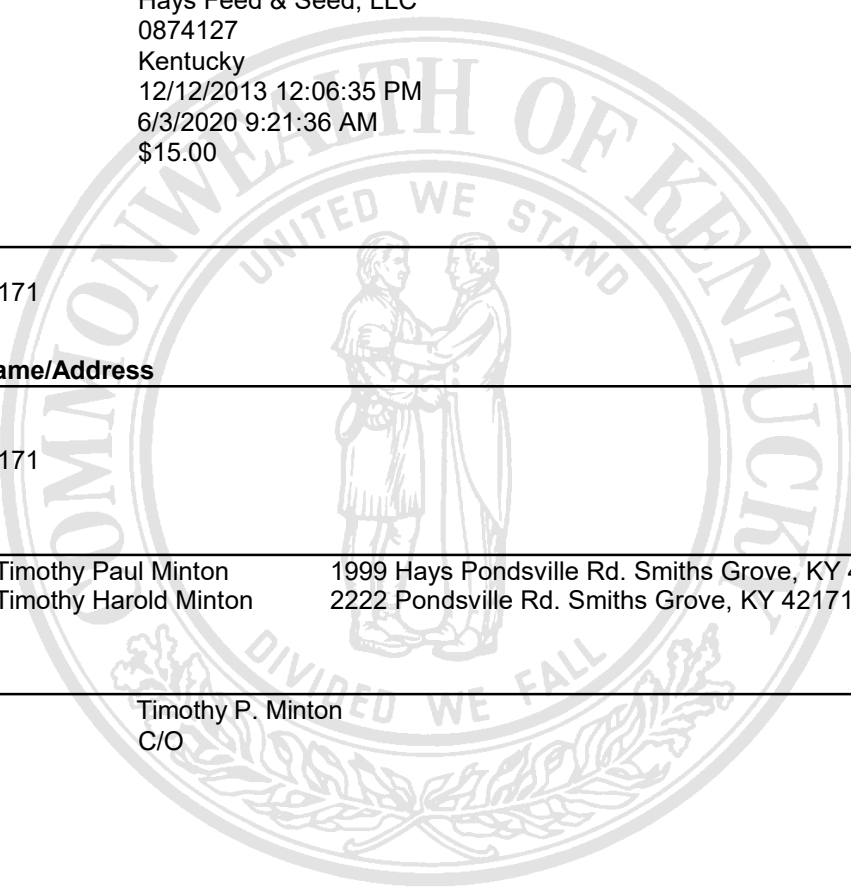 Hays Feed & Seed, LLC
0874127
Kentucky
12/12/2013 12:06:35 PM
6/3/2020 9:21:36 AM
$15.00
COMMONWEALTH OF KENTUCKY
UNITED WE STAND
171
ame/Address
171
Timothy Paul Minton 1999 Hays Pondsville Rd. Smiths Grove, KY 4
Timothy Harold Minton 2222 Pondsville Rd. Smiths Grove, KY 42171
DIVIDED WE FALL
Timothy P. Minton
C/O